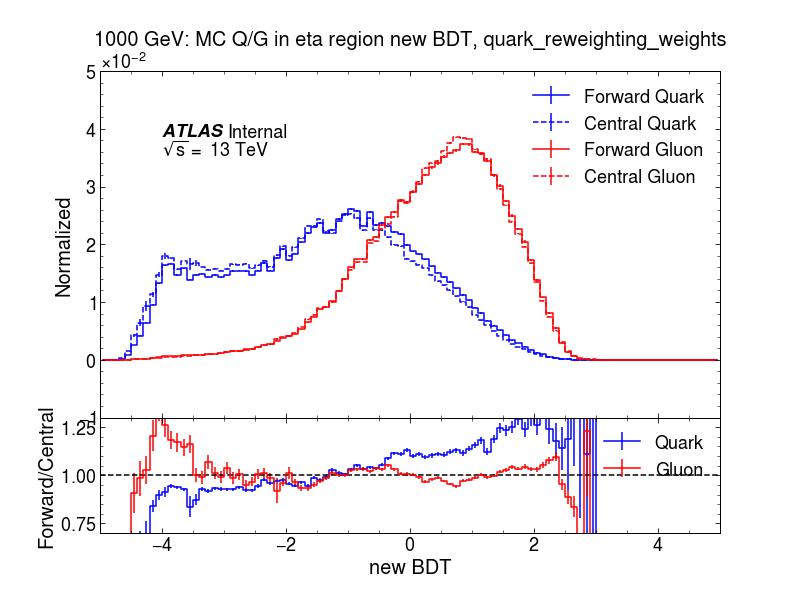 1000 GeV: MC Q/G in eta region new BDT, quark_reweighting_weights
×10⁻²
5
4
3
2
1
0
−1
Normalized
ATLAS Internal
√s = 13 TeV
Forward Quark
Central Quark
Forward Gluon
Central Gluon
1.25
1.00
0.75
Forward/Central
Quark
Gluon
−4 −2 0 2 4
new BDT